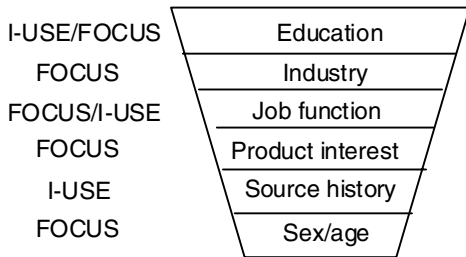 I-USE/FOCUS Education
FOCUS Industry
FOCUS/I-USE Job function
FOCUS Product interest
I-USE Source history
FOCUS Sex/age